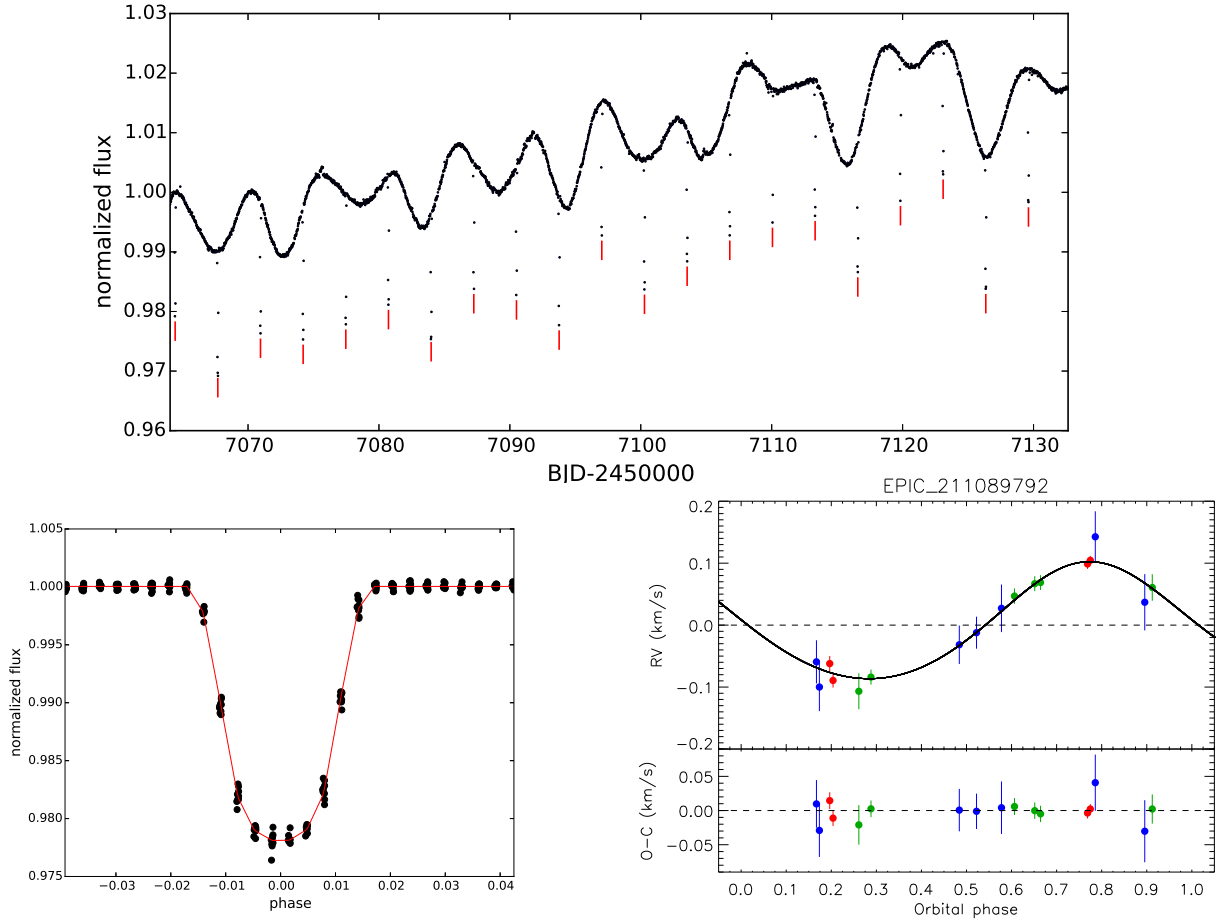 1.03
1.02
1.01
1.00
0.99
0.98
0.97
0.96
normalized flux
7070 7080 7090 7100 7110 7120 7130
BJD-2450000
1.005
1.000
0.995
0.990
0.985
0.980
0.975
normalized flux
−0.03 −0.02 −0.01 0.00 0.01 0.02 0.03 0.04
phase
EPIC_211089792
0.2
0.1
0.0
−0.1
−0.2
RV (km/s)
0.05
0.00
−0.05
O−C (km/s)
0.0 0.1 0.2 0.3 0.4 0.5 0.6 0.7 0.8 0.9 1.0
Orbital phase